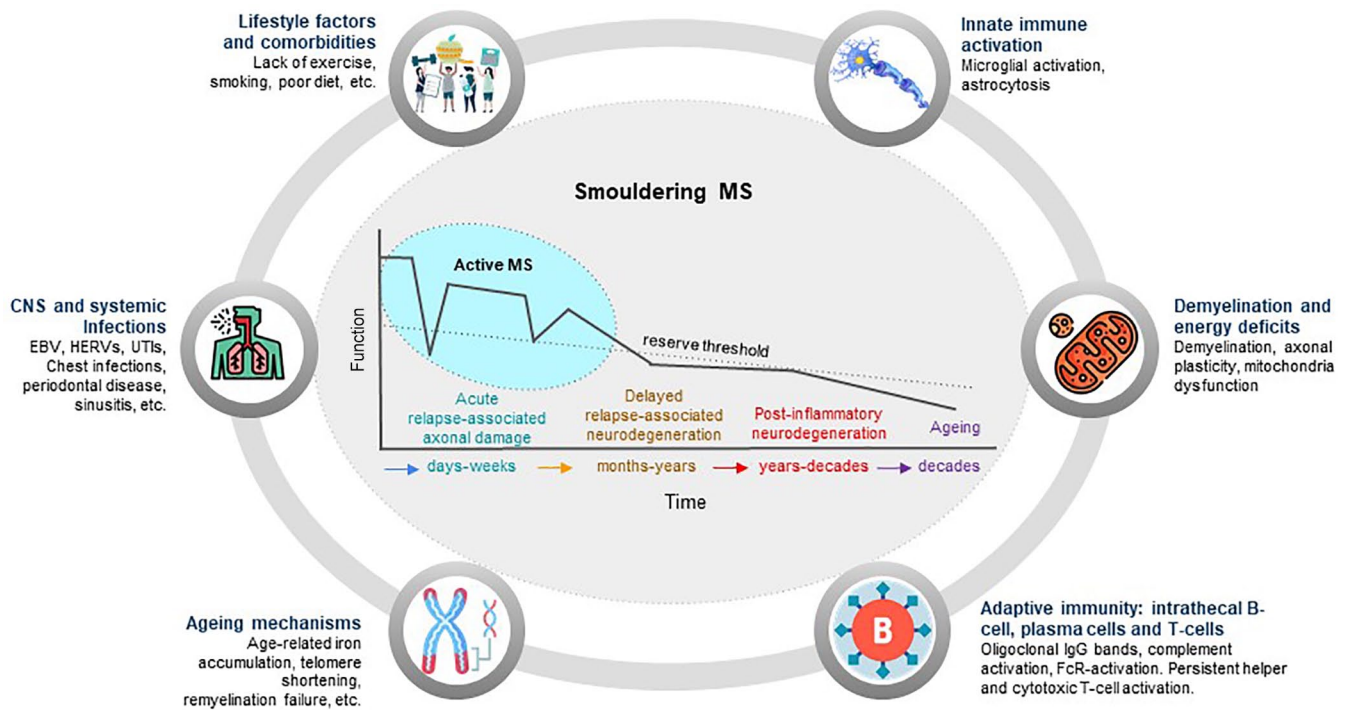 Lifestyle factors
and comorbidities
Lack of exercise,
smoking, poor diet, etc.
Innate immune
activation
Microglial activation,
astrocytosis
Smouldering MS
CNS and systemic
Infections
EBV, HERVs, UTIs,
Chest infections,
periodontal disease,
sinusitis, etc.
Function
Active MS
reserve threshold
Acute
relapse-associated
axonal damage
Delayed
relapse-associated
neurodegeneration
Post-inflammatory
neurodegeneration
Ageing
days-weeks
months-years
years-decades
decades
Time
Demyelination and
energy deficits
Demyelination, axonal
plasticity, mitochondria
dysfunction
Ageing mechanisms
Age-related iron
accumulation, telomere
shortening,
remyelination failure, etc.
B
Adaptive immunity: intrathecal B-
cell, plasma cells and T-cells
Oligoclonal IgG bands, complement
activation, FcR-activation. Persistent helper
and cytotoxic T-cell activation.